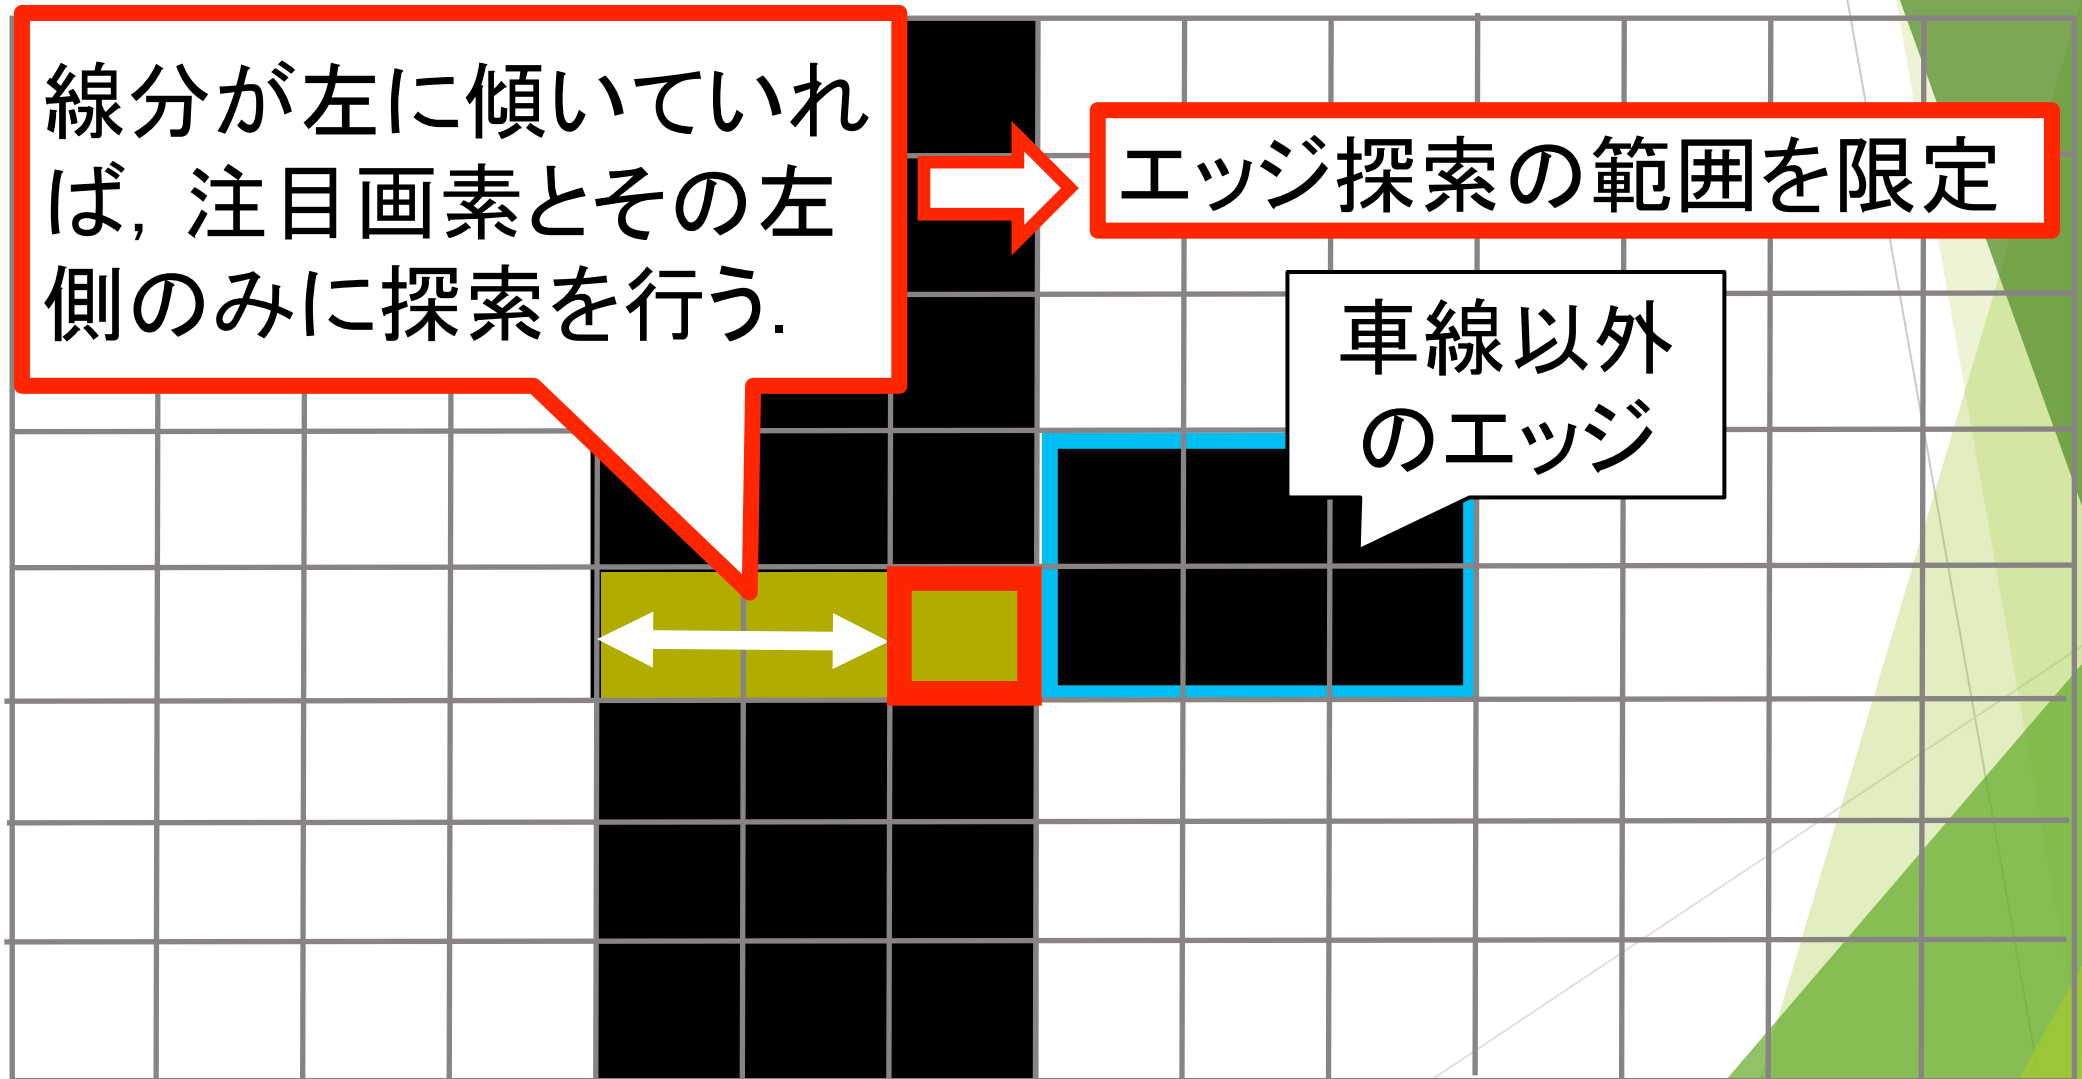 線分が左に傾いていれ
ば, 注目画素とその左
側のみに探索を行う.
エッジ探索の範囲を限定
車線以外
のエッジ